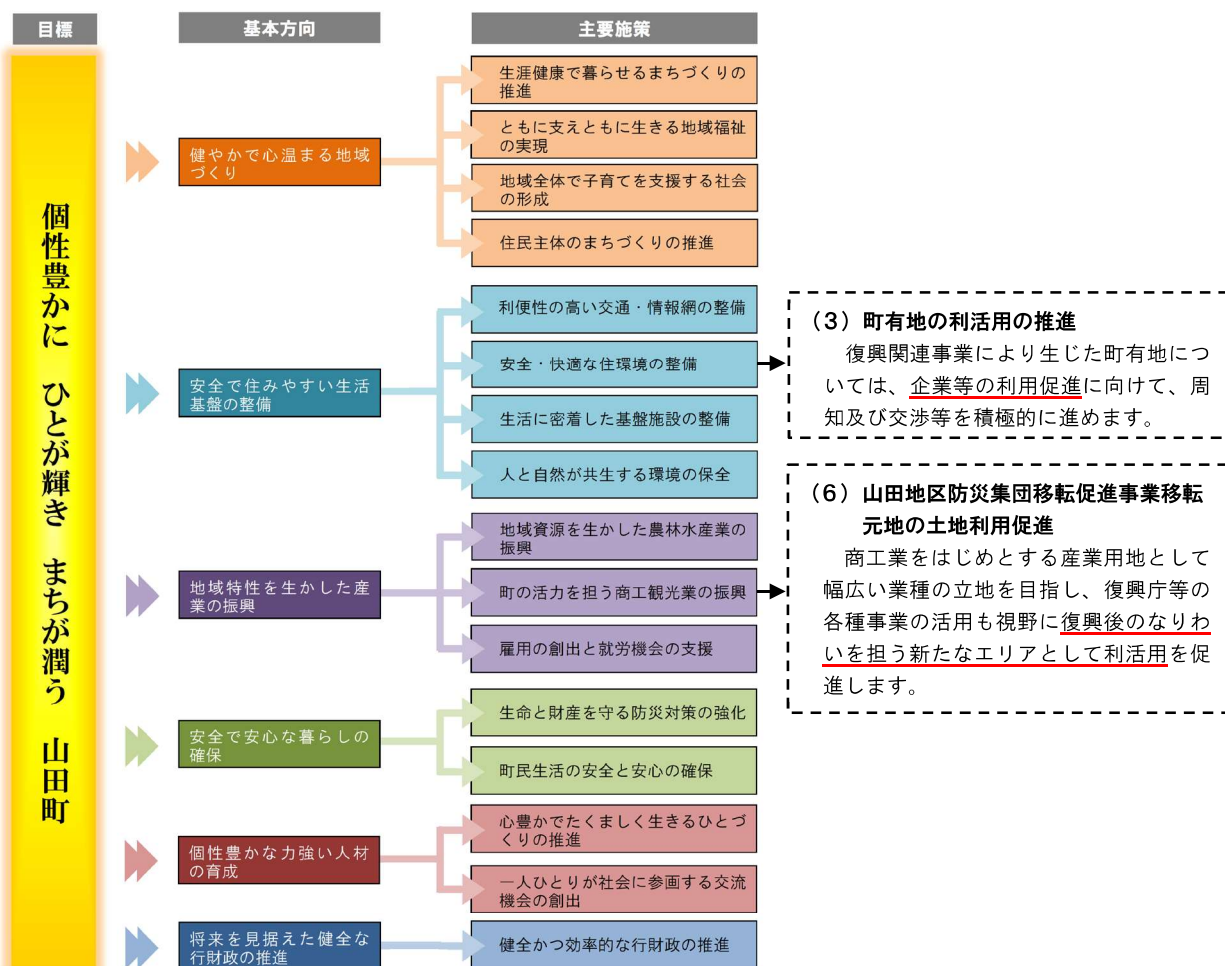 目標
基本方向
主要施策
個性豊かに ひとが輝き まちが潤う 山田町
健やかで心温まる地域
づくり
生涯健康で暮らせるまちづくりの
推進
ともに支えともに生きる地域福祉
の実現
地域全体で子育てを支援する社会
の形成
住民主体のまちづくりの推進
安全で住みやすい生活
基盤の整備
利便性の高い交通・情報網の整備
安全・快適な住環境の整備
生活に密着した基盤施設の整備
人と自然が共生する環境の保全
(3)町有地の利活用の推進
復興関連事業により生じた町有地につ
いては、企業等の利用促進に向けて、周
知及び交渉等を積極的に進めます。
地域特性を生かした産
業の振興
地域資源を生かした農林水産業の
振興
町の活力を担う商工観光業の振興
雇用の創出と就労機会の支援
(6)山田地区防災集団移転促進事業移転
元地の土地利用促進
商工業をはじめとする産業用地として
幅広い業種の立地を目指し、復興庁等の
各種事業の活用も視野に復興後のなりわ
いを担う新たなエリアとして利活用を促
進します。
安全で安心な暮らしの
確保
生命と財産を守る防災対策の強化
町民生活の安全と安心の確保
個性豊かな力強い人材
の育成
心豊かでたくましく生きるひとづ
くりの推進
一人ひとりが社会に参画する交流
機会の創出
将来を見据えた健全な
行財政の推進
健全かつ効率的な行財政の推進